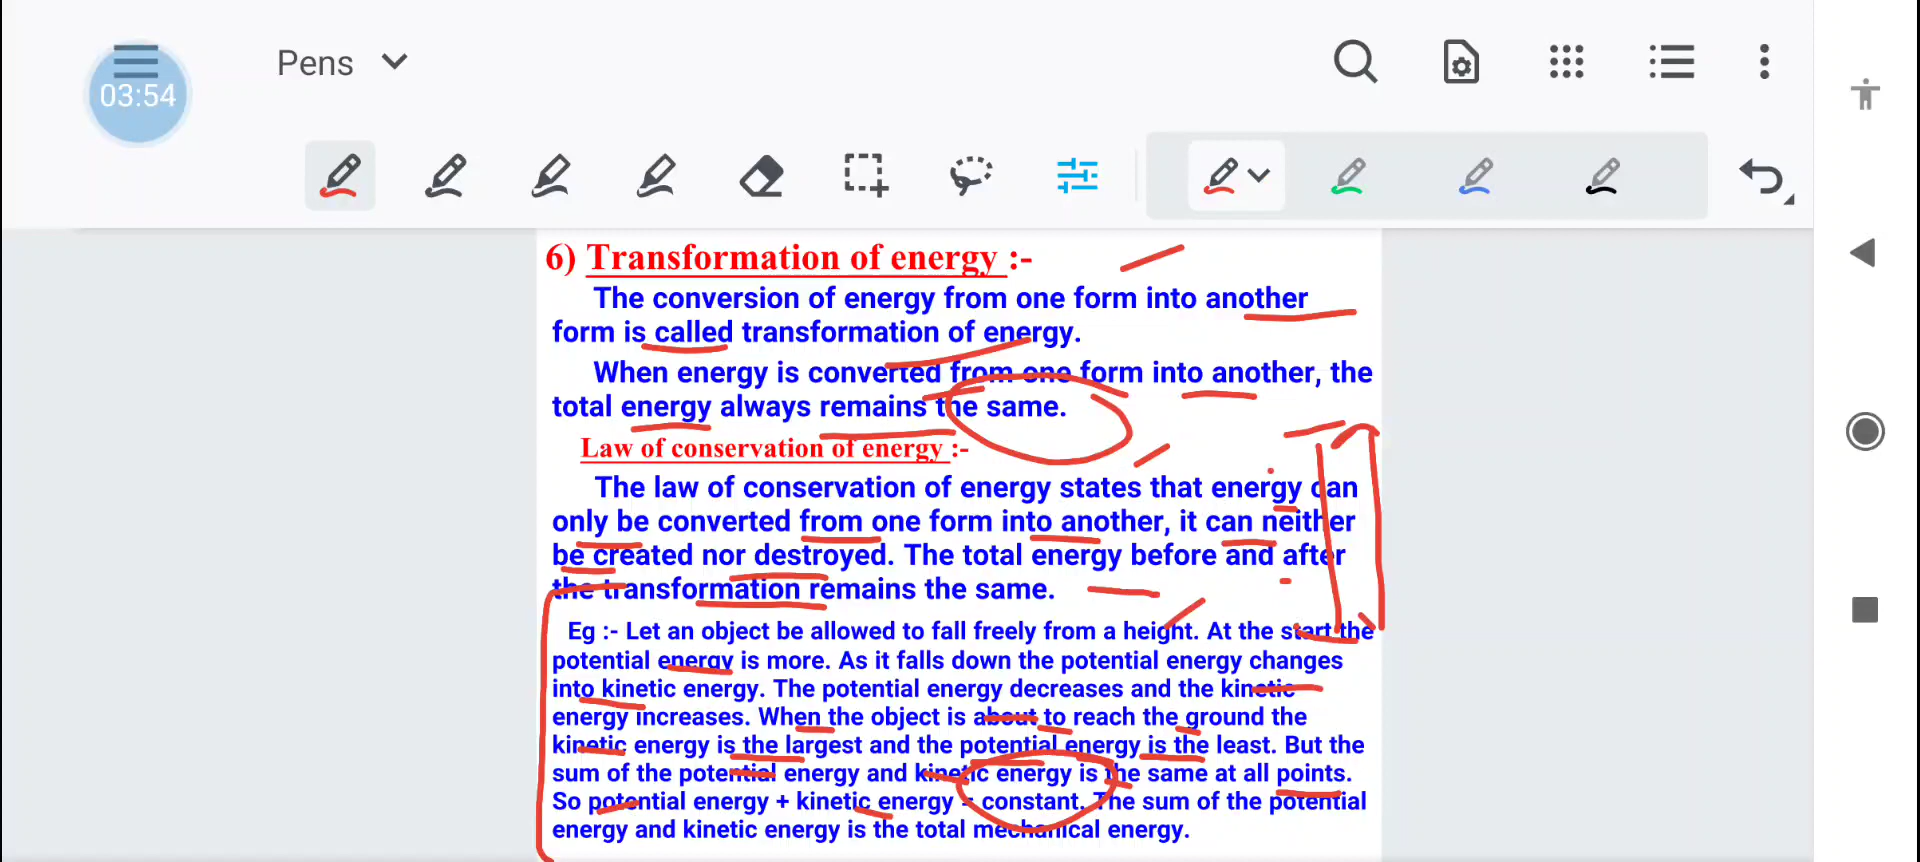 Pens
03:54
6) Transformation of energy :-
The conversion of energy from one form into another
form is called transformation of energy.
When energy is converted from one form into another, the
total energy always remains the same.
Law of conservation of energy :-
The law of conservation of energy states that energy can
only be converted from one form into another, it can neither
be created nor destroyed. The total energy before and after
the transformation remains the same.
Eg :- Let an object be allowed to fall freely from a height. At the start the
potential energy is more. As it falls down the potential energy changes
into kinetic energy. The potential energy decreases and the kinetic
energy increases. When the object is about to reach the ground the
kinetic energy is the largest and the potential energy is the least. But the
sum of the potential energy and kinetic energy is the same at all points.
So potential energy + kinetic energy = constant. The sum of the potential
energy and kinetic energy is the total mechanical energy.